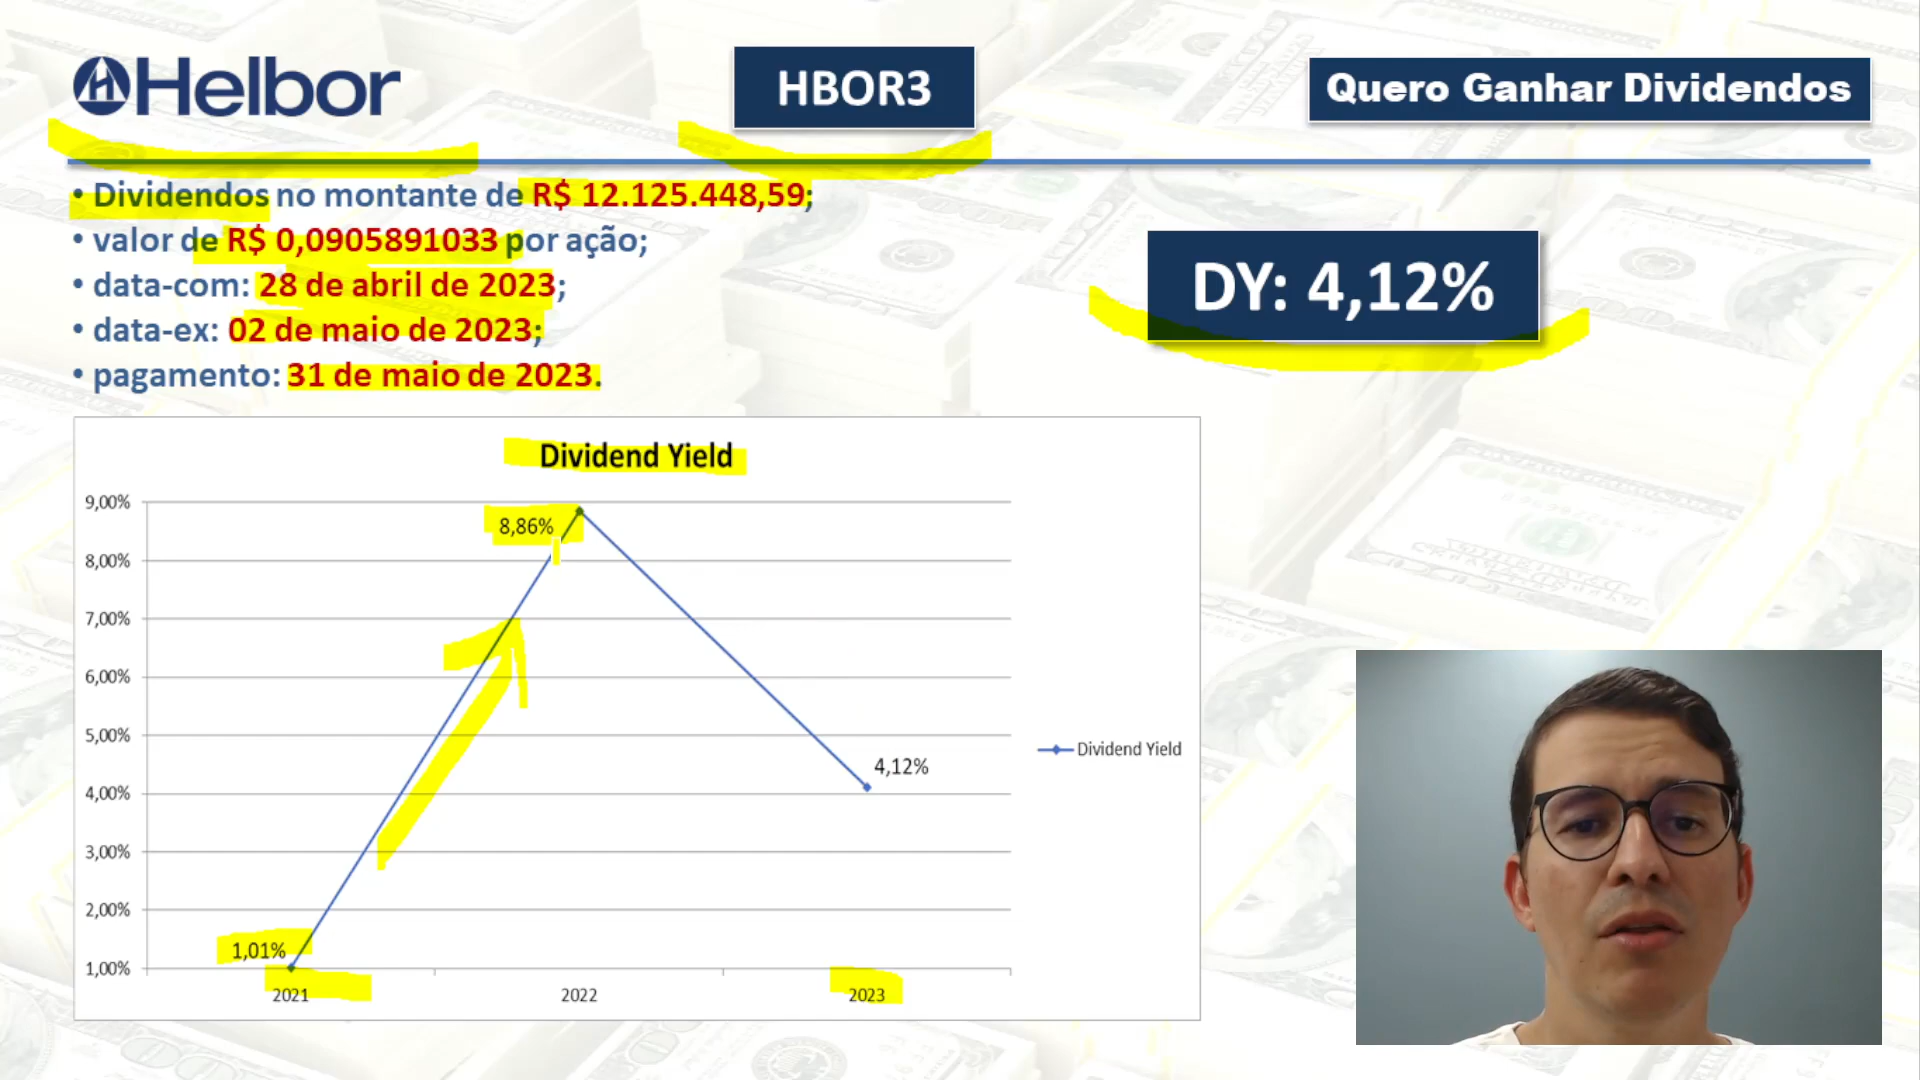 Helbor
HBOR3
Quero Ganhar Dividendos
• Dividendos no montante de R$ 12.125.448,59;
• valor de R$ 0,0905891033 por ação;
• data-com: 28 de abril de 2023;
• data-ex: 02 de maio de 2023;
• pagamento: 31 de maio de 2023.
DY: 4,12%
Dividend Yield
9,00%
8,86%
8,00%
7,00%
6,00%
5,00%
Dividend Yield
4,12%
4,00%
3,00%
2,00%
1,01%
1,00%
2021
2022
2023